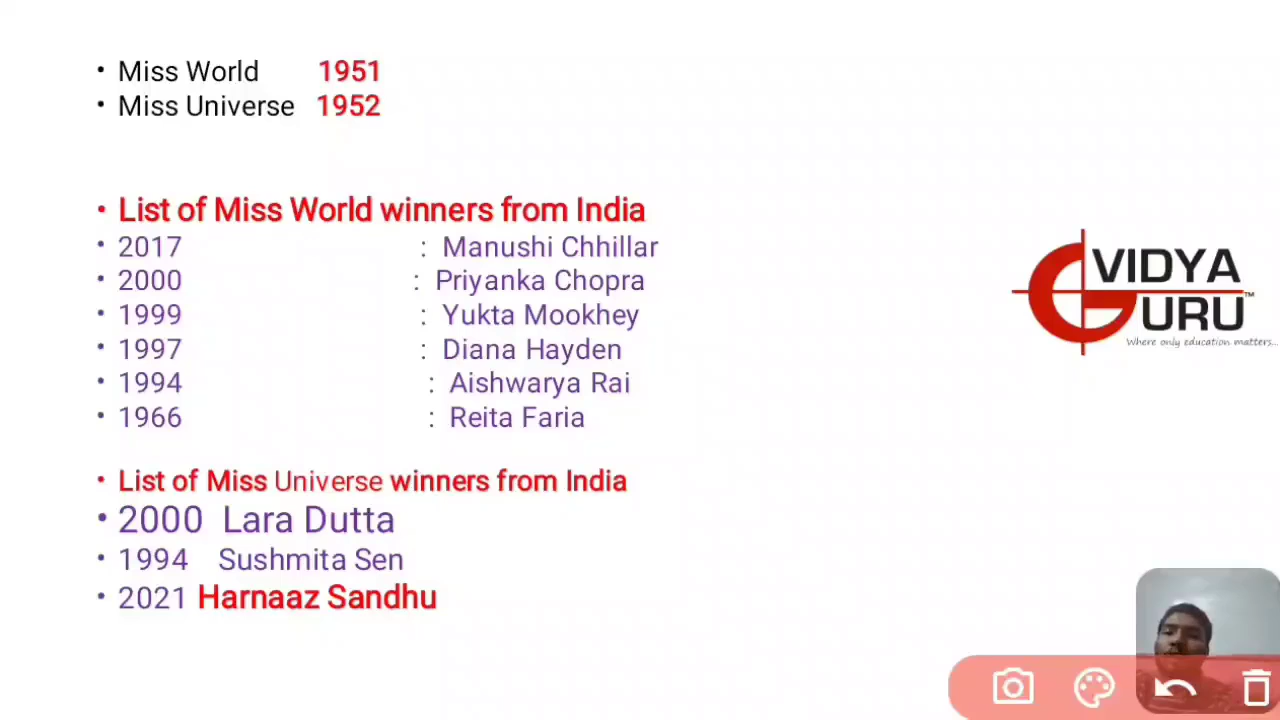 • Miss World 1951
• Miss Universe 1952
• List of Miss World winners from India
• 2017 : Manushi Chhillar
• 2000 : Priyanka Chopra
• 1999 : Yukta Mookhey
• 1997 : Diana Hayden
• 1994 : Aishwarya Rai
• 1966 : Reita Faria
• List of Miss Universe winners from India
• 2000 Lara Dutta
• 1994 Sushmita Sen
• 2021 Harnaaz Sandhu
VIDYA
GURU™
Where only education matters...